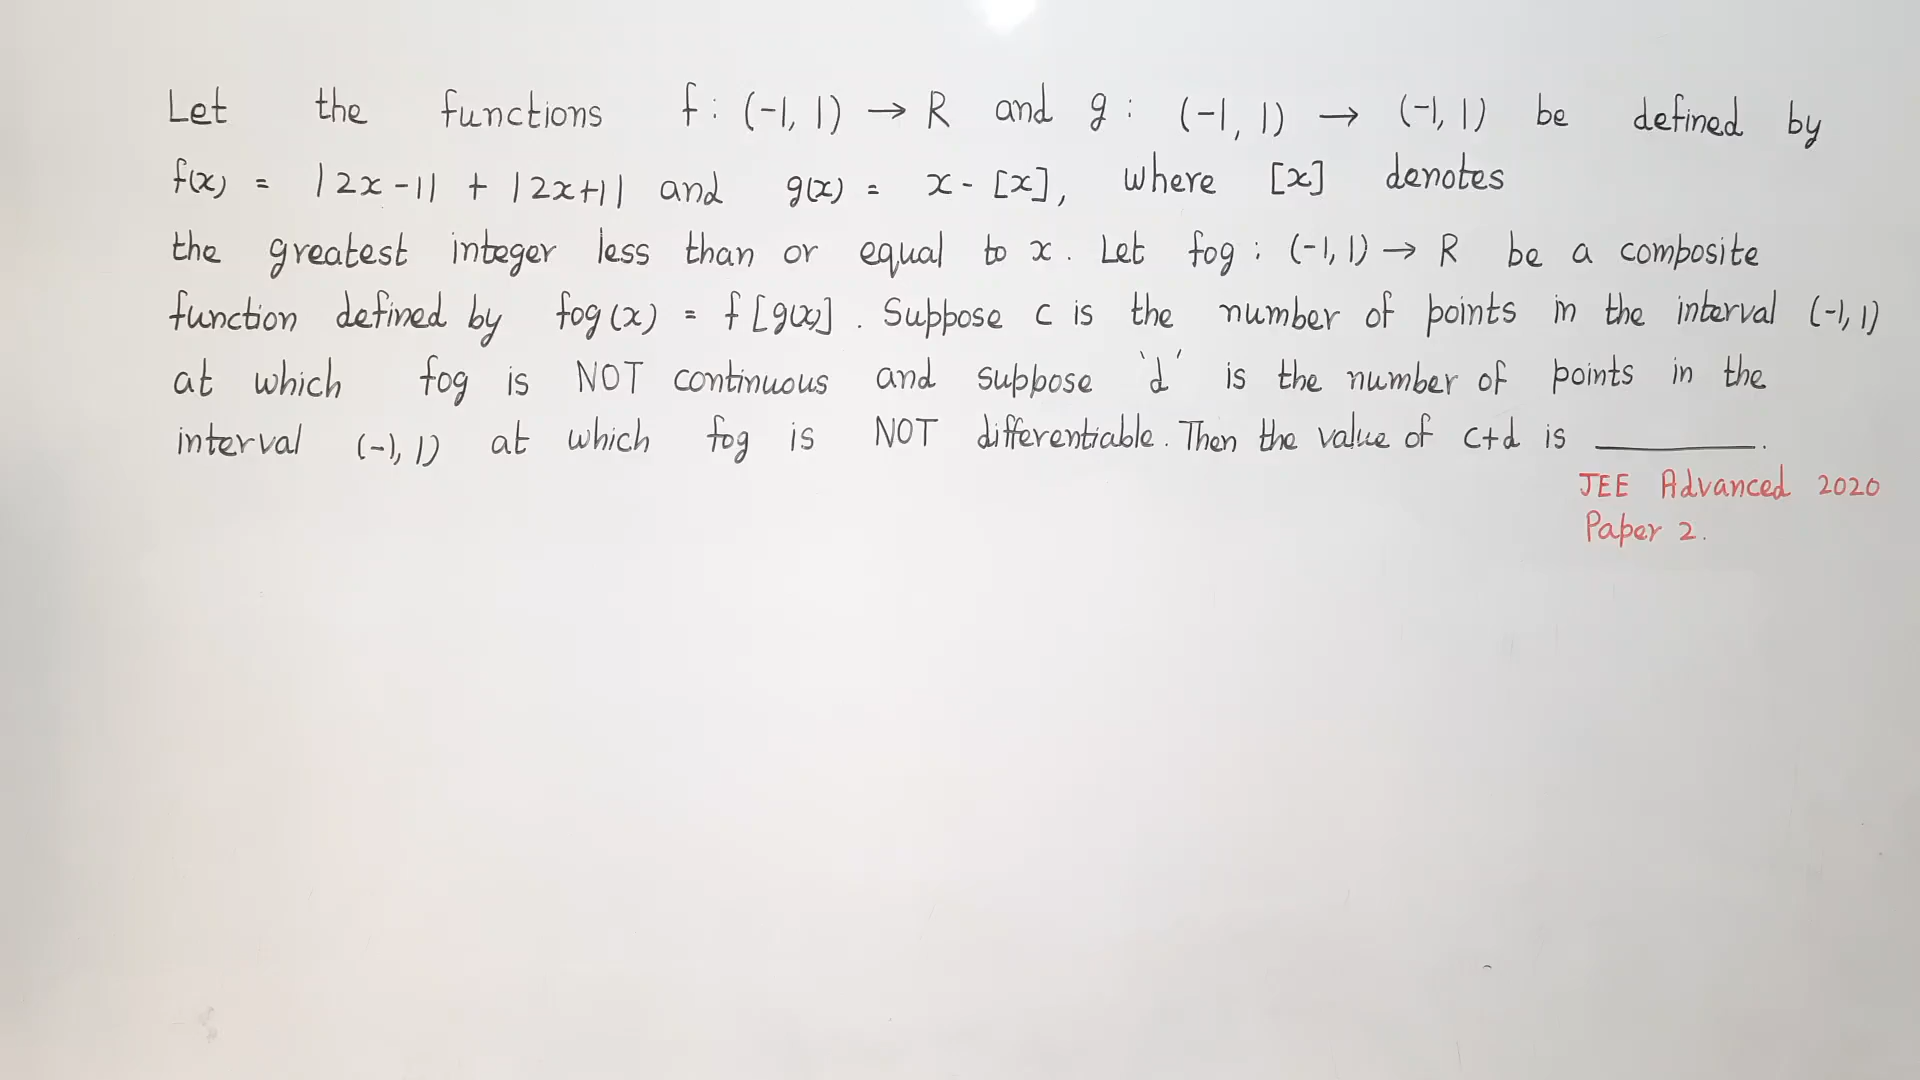 Let the functions f : (-1, 1) → R and g : (-1, 1) → (-1, 1) be defined by
f(x) = |2x-1| + |2x+1| and g(x) = x - [x], where [x] denotes
the greatest integer less than or equal to x. Let fog : (-1, 1) → R be a composite
function defined by fog(x) = f[g(x)]. Suppose c is the number of points in the interval (-1, 1)
at which fog is NOT continuous and suppose 'd' is the number of points in the
interval (-1, 1) at which fog is NOT differentiable. Then the value of c+d is ________.
JEE Advanced 2020
Paper 2.